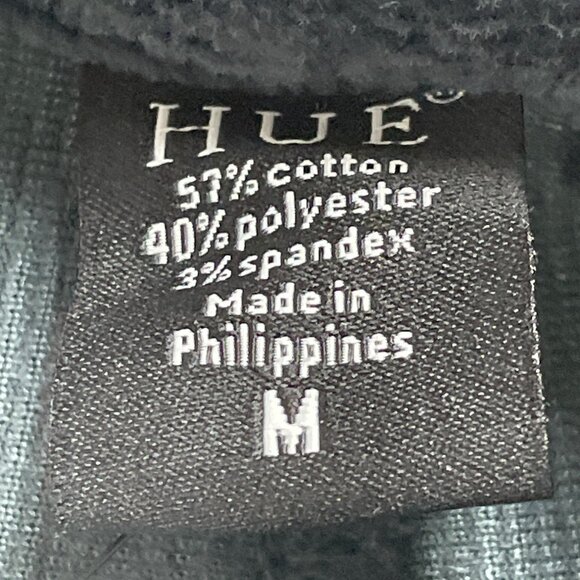 HUE®
57% cotton
40% polyester
3% spandex
Made in
Philippines
M